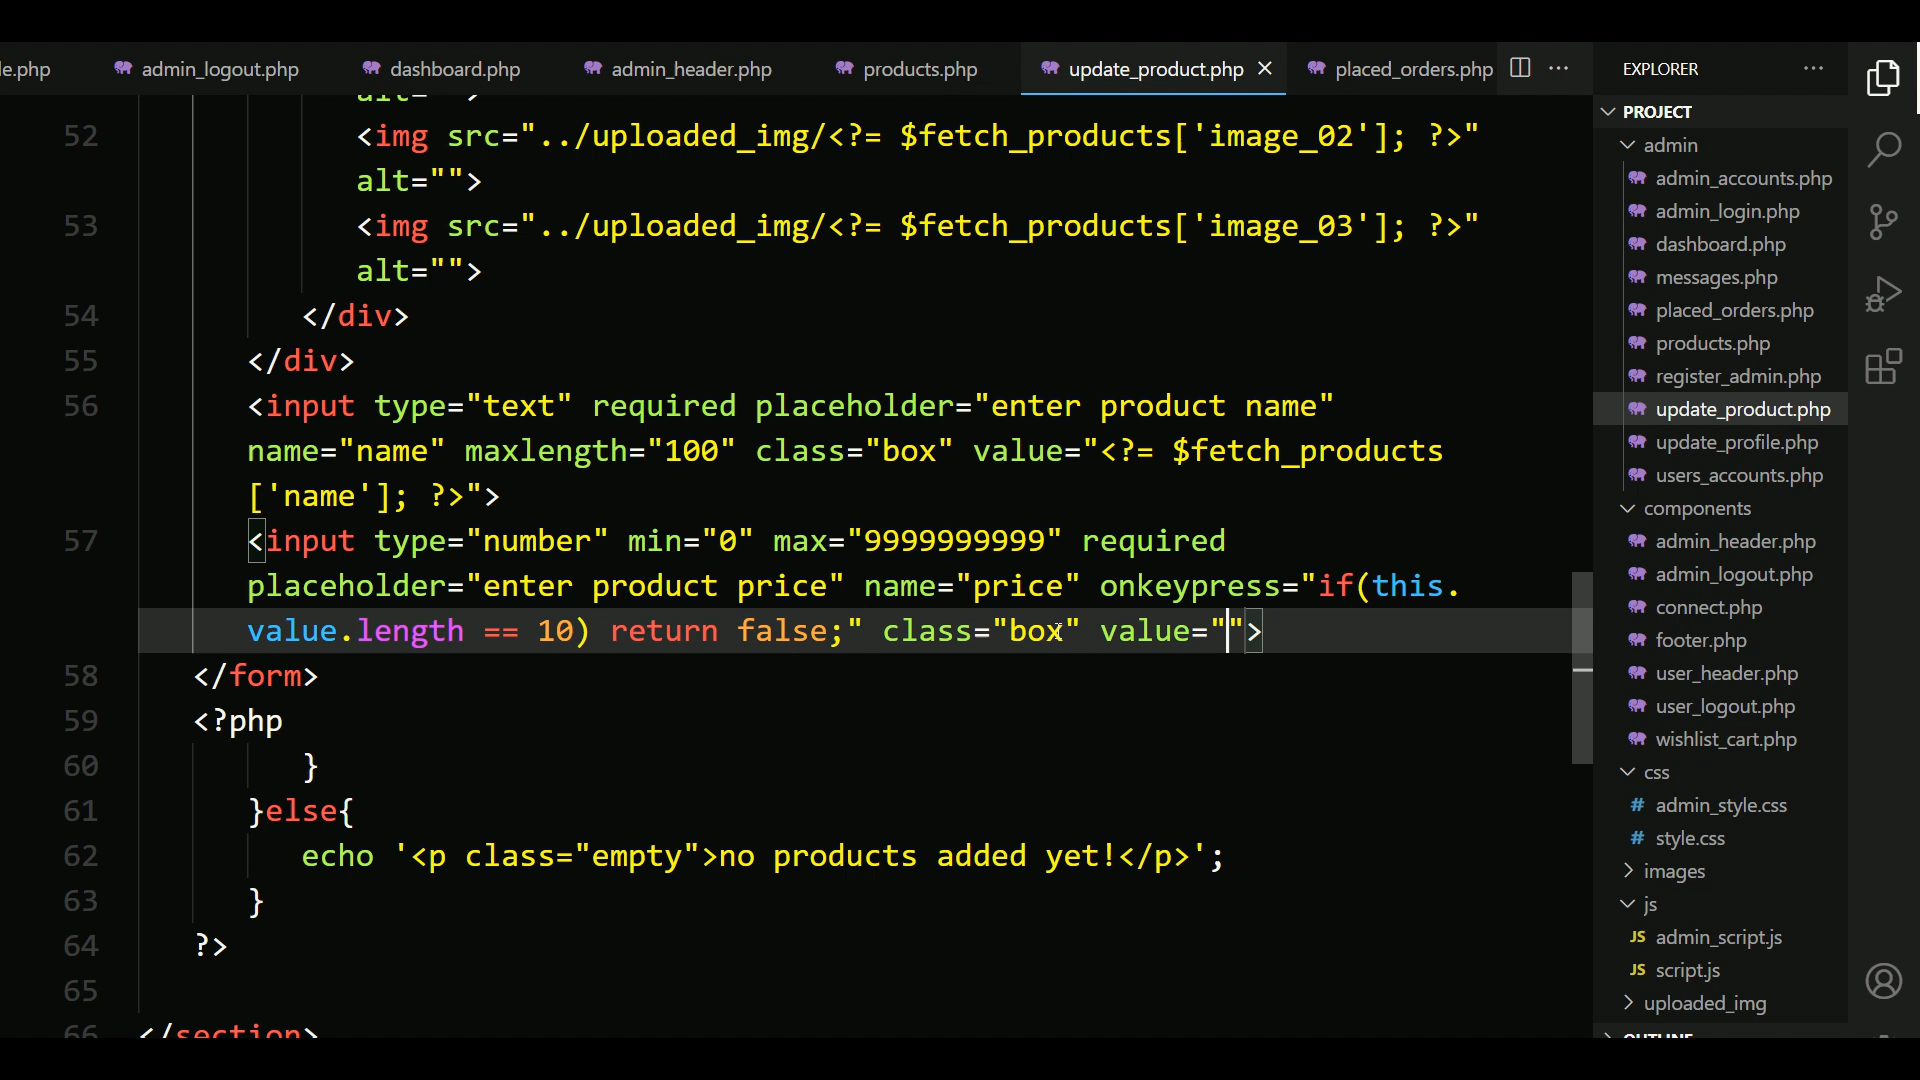 le.php
admin_logout.php
dashboard.php
admin_header.php
products.php
update_product.php
placed_orders.php
EXPLORER
52 <img src="../uploaded_img/<?= $fetch_products['image_02']; ?>"
alt="">
53 <img src="../uploaded_img/<?= $fetch_products['image_03']; ?>"
alt="">
54 </div>
55 </div>
56 <input type="text" required placeholder="enter product name"
name="name" maxlength="100" class="box" value="<?= $fetch_products
['name']; ?>">
57 <input type="number" min="0" max="9999999999" required
placeholder="enter product price" name="price" onkeypress="if(this.
value.length == 10) return false;" class="box" value="">
58 </form>
59 <?php
60 }
61 }else{
62 echo '<p class="empty">no products added yet!</p>';
63 }
64 ?>
65
66 </section>
PROJECT
admin
admin_accounts.php
admin_login.php
dashboard.php
messages.php
placed_orders.php
products.php
register_admin.php
update_product.php
update_profile.php
users_accounts.php
components
admin_header.php
admin_logout.php
connect.php
footer.php
user_header.php
user_logout.php
wishlist_cart.php
css
# admin_style.css
# style.css
images
js
JS admin_script.js
JS script.js
uploaded_img
OUTLINE